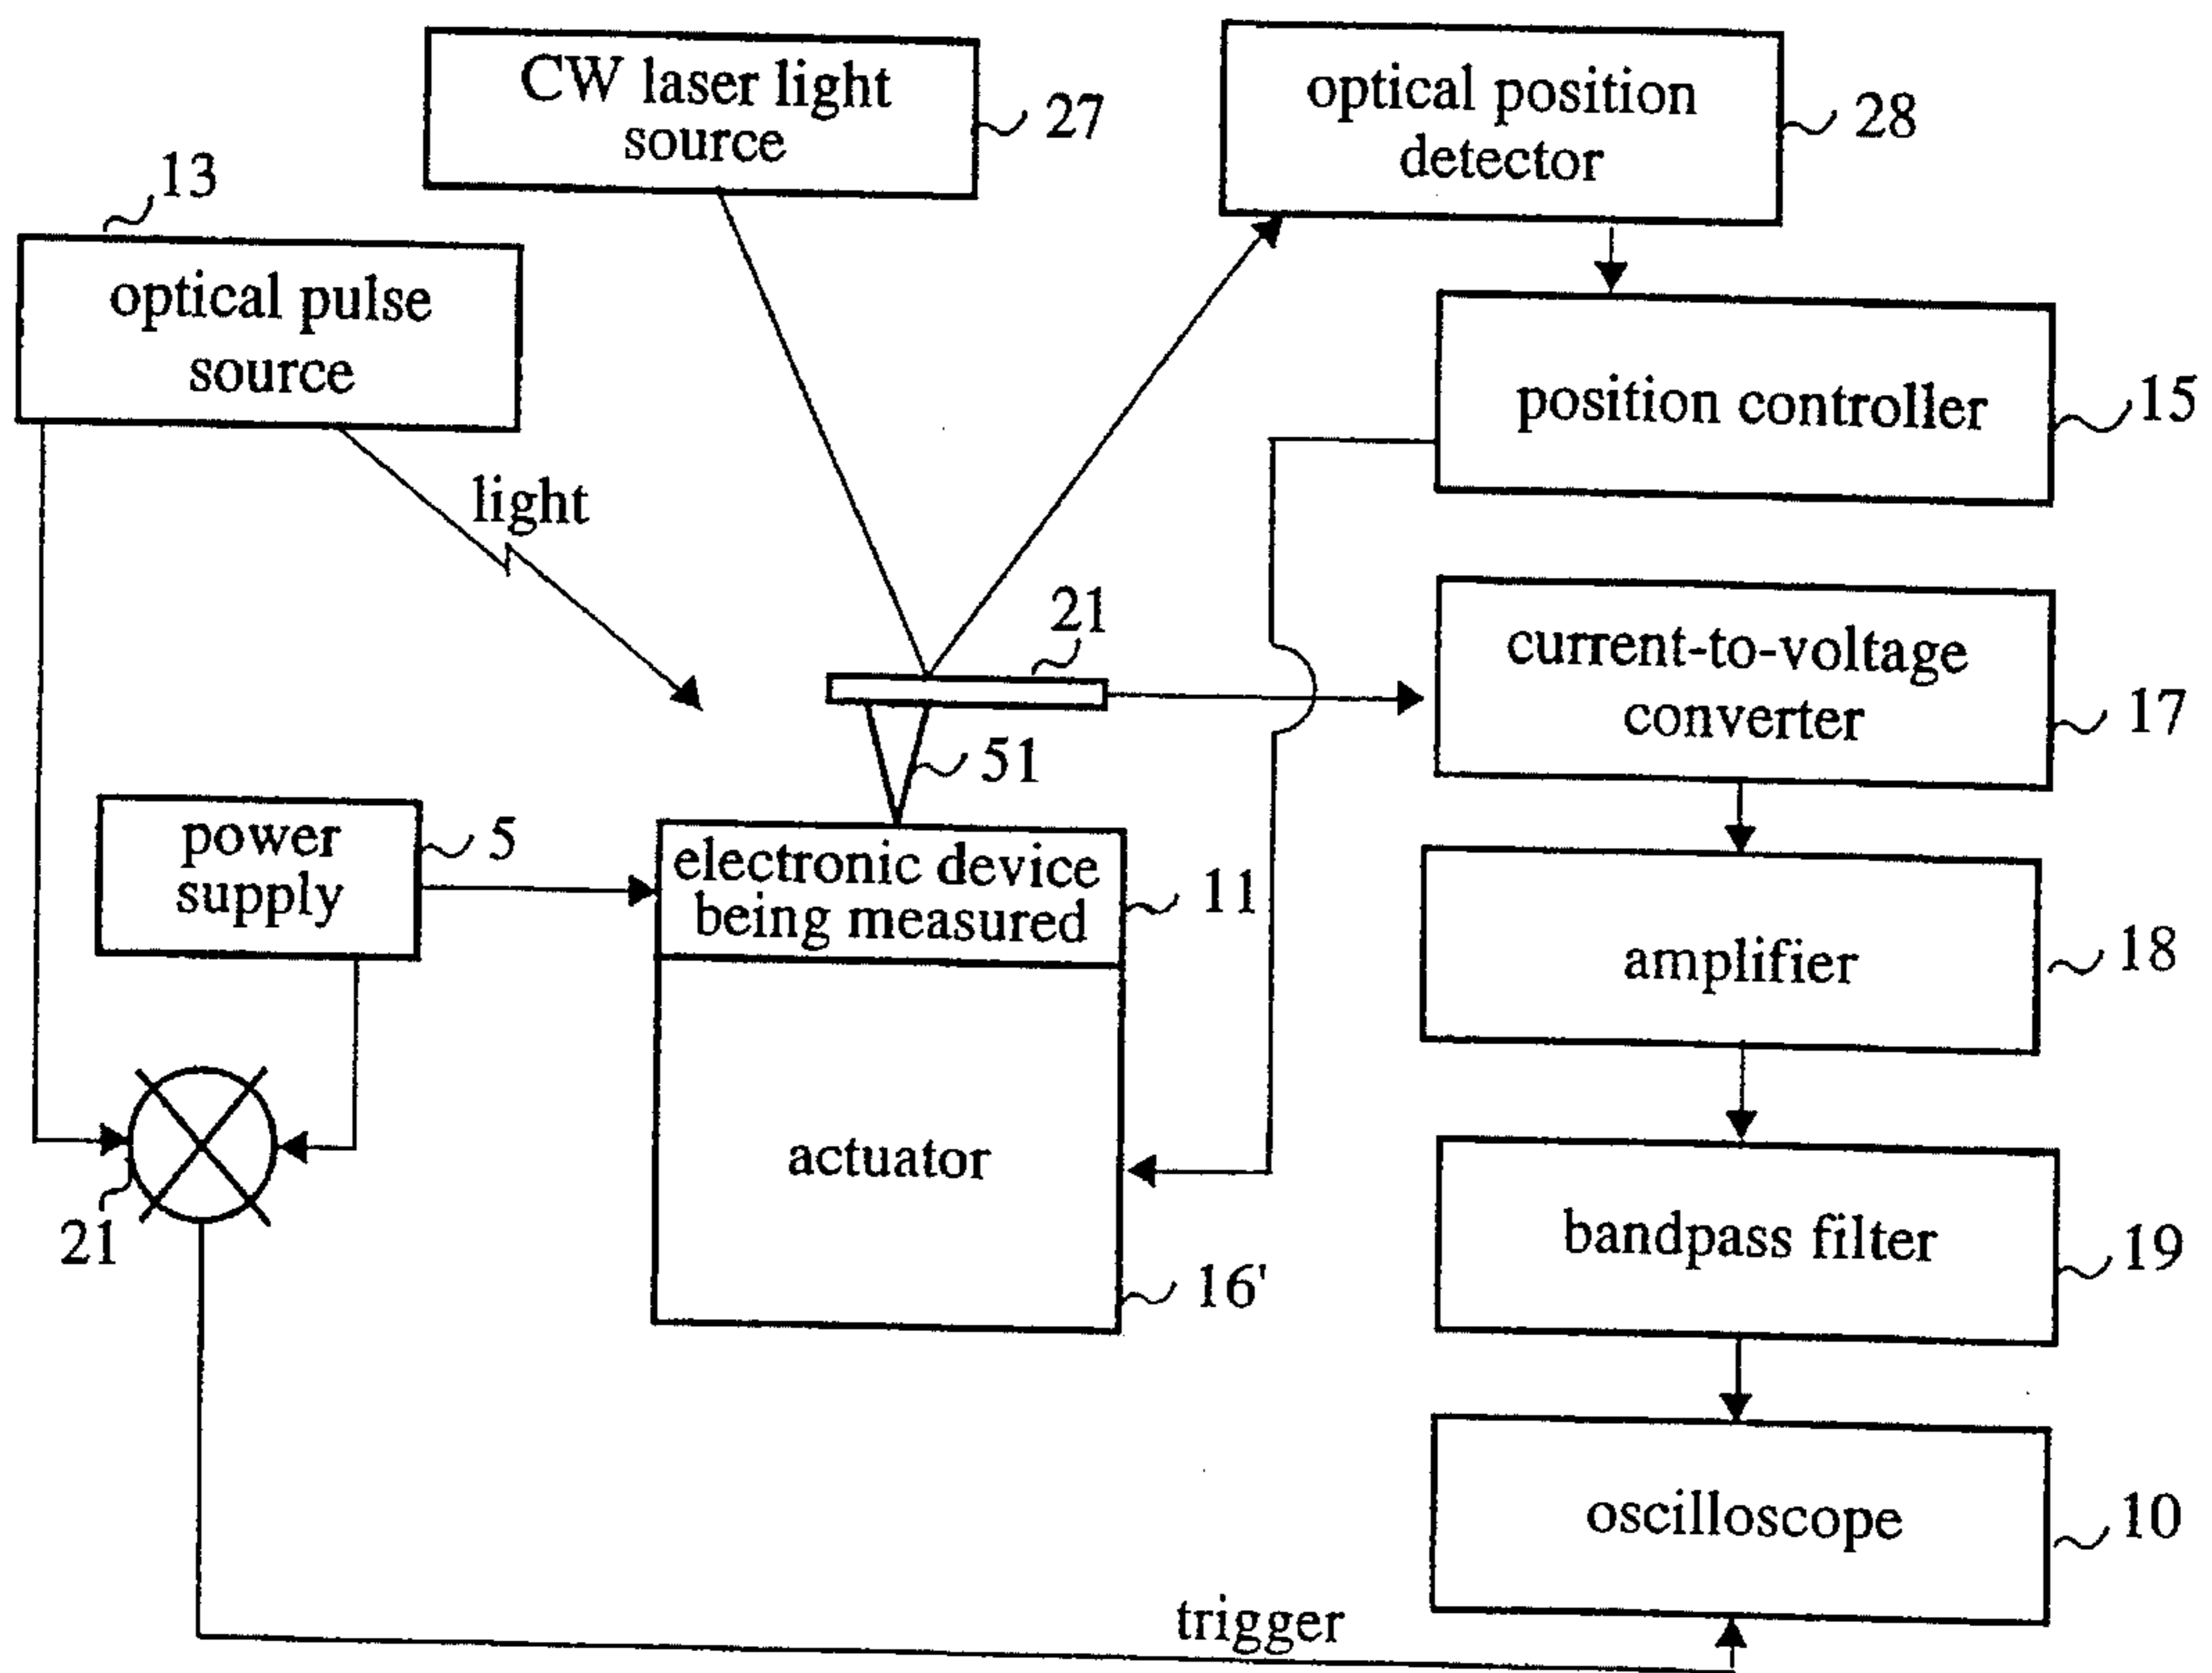 CW laser light
source
27
optical position
detector
28
13
optical pulse
source
light
position controller
15
21
current-to-voltage
converter
17
51
power
supply
5
electronic device
being measured
11
amplifier
18
actuator
16'
21
bandpass filter
19
oscilloscope
10
trigger